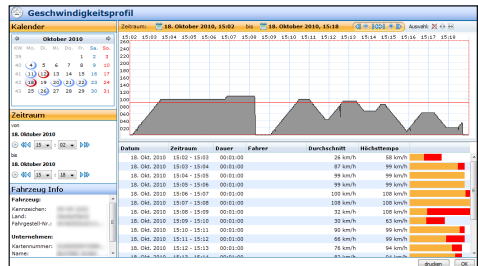 Geschwindigkeitsprofil
Kalender
Oktober 2010
KW Mo. Di. Mi. Do. Fr. Sa. So.
39 1 2 3
40 4 5 6 7 8 9 10
41 11 12 13 14 15 16 17
42 18 19 20 21 22 23 24
43 25 26 27 28 29 30 31
Zeitraum
von
18. Oktober 2010
15 : 02
bis
18. Oktober 2010
15 : 18
Fahrzeug Info
Fahrzeug:
Kennzeichen:
Land:
Fahrgestell-Nr.:
Unternehmen:
Kartennummer:
Name:
Zeitraum: 18. Oktober 2010, 15:02 bis 18. Oktober 2010, 15:18 Auswahl:
15:02 15:03 15:04 15:05 15:06 15:07 15:08 15:09 15:10 15:11 15:12 15:13 15:14 15:15 15:16 15:17 15:18
260
240
220
200
180
160
140
120
100
080
060
040
020
Datum Zeitraum Dauer Fahrer Durchschnitt Höchsttempo
18. Okt. 2010 15:02 - 15:03 00:01:00 26 km/h 58 km/h
18. Okt. 2010 15:03 - 15:04 00:01:00 87 km/h 99 km/h
18. Okt. 2010 15:04 - 15:05 00:01:00 99 km/h 99 km/h
18. Okt. 2010 15:05 - 15:06 00:01:00 99 km/h 99 km/h
18. Okt. 2010 15:06 - 15:07 00:01:00 100 km/h 108 km/h
18. Okt. 2010 15:07 - 15:08 00:01:00 108 km/h 108 km/h
18. Okt. 2010 15:08 - 15:09 00:01:00 32 km/h 108 km/h
18. Okt. 2010 15:09 - 15:10 00:01:00 30 km/h 63 km/h
18. Okt. 2010 15:10 - 15:11 00:01:00 90 km/h 99 km/h
18. Okt. 2010 15:11 - 15:12 00:01:00 66 km/h 99 km/h
18. Okt. 2010 15:12 - 15:13 00:01:00 76 km/h 94 km/h
18. Okt. 2010 15:13 - 15:14 00:01:00 82 km/h 94 km/h
drucken OK